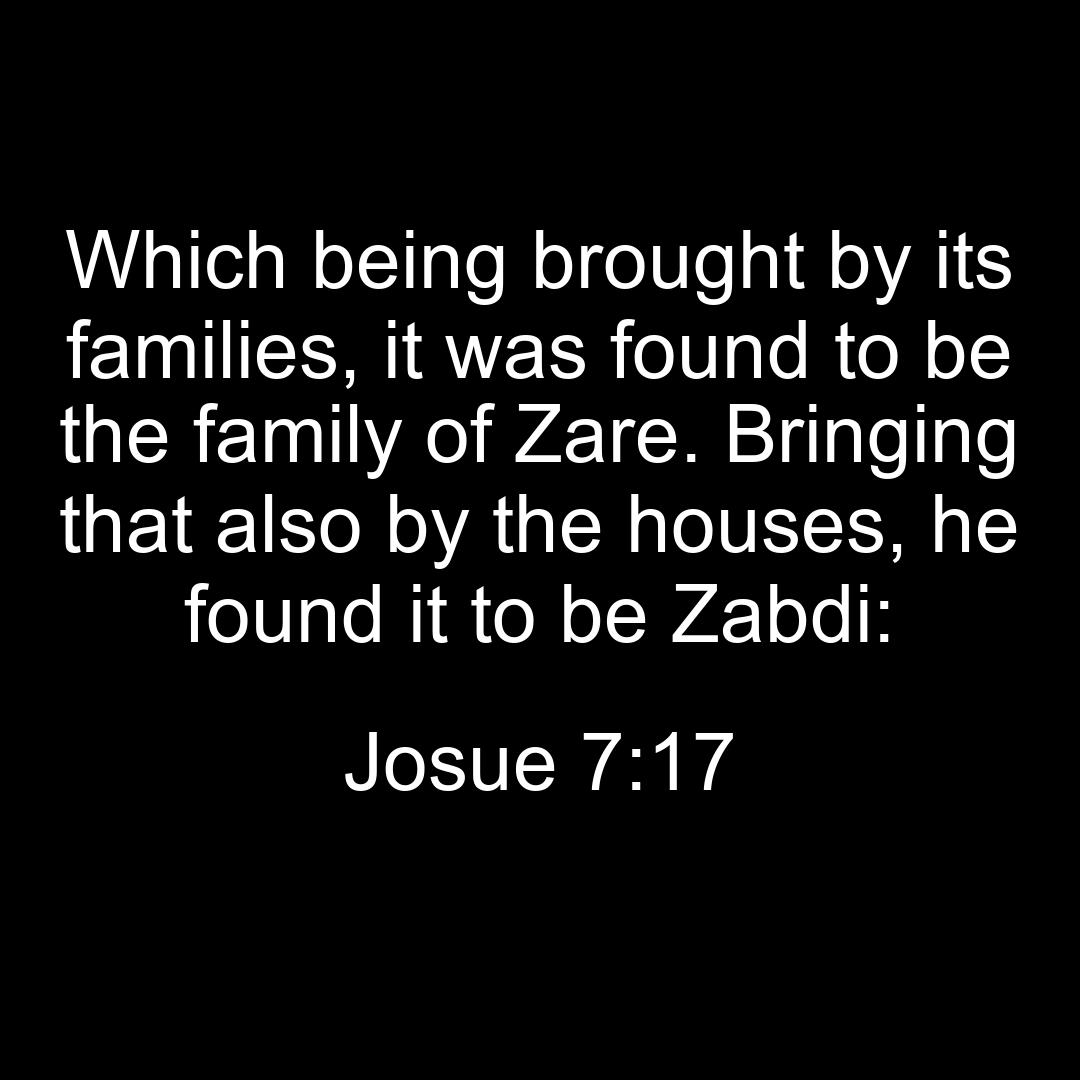 Which being brought by its
families, it was found to be
the family of Zare. Bringing
that also by the houses, he
found it to be Zabdi:
Josue 7:17